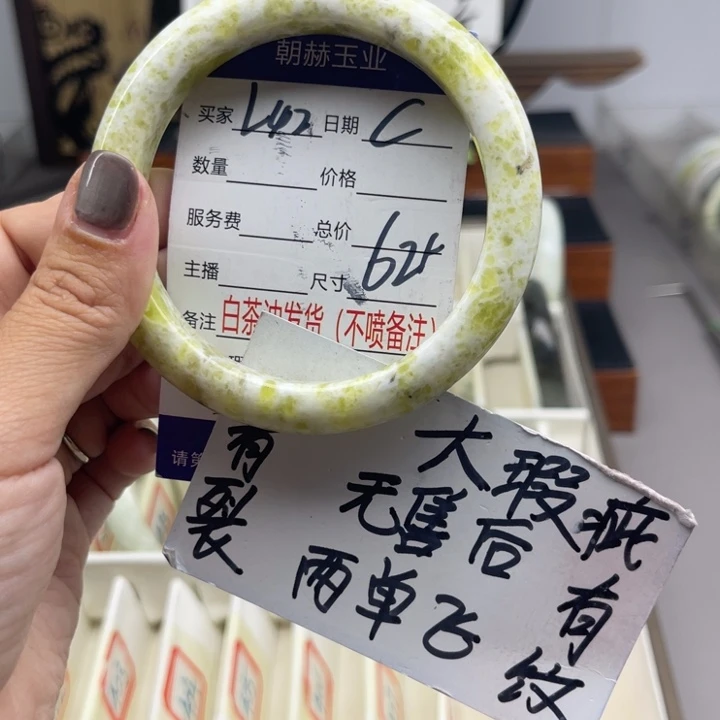 朝赫玉业
买家 L42 日期 C
数量 价格
服务费 总价
主播 尺寸 62+
备注 白茶油发货(不喷备注)
请第
有裂
大瑕疵有纹
无售后
两单飞